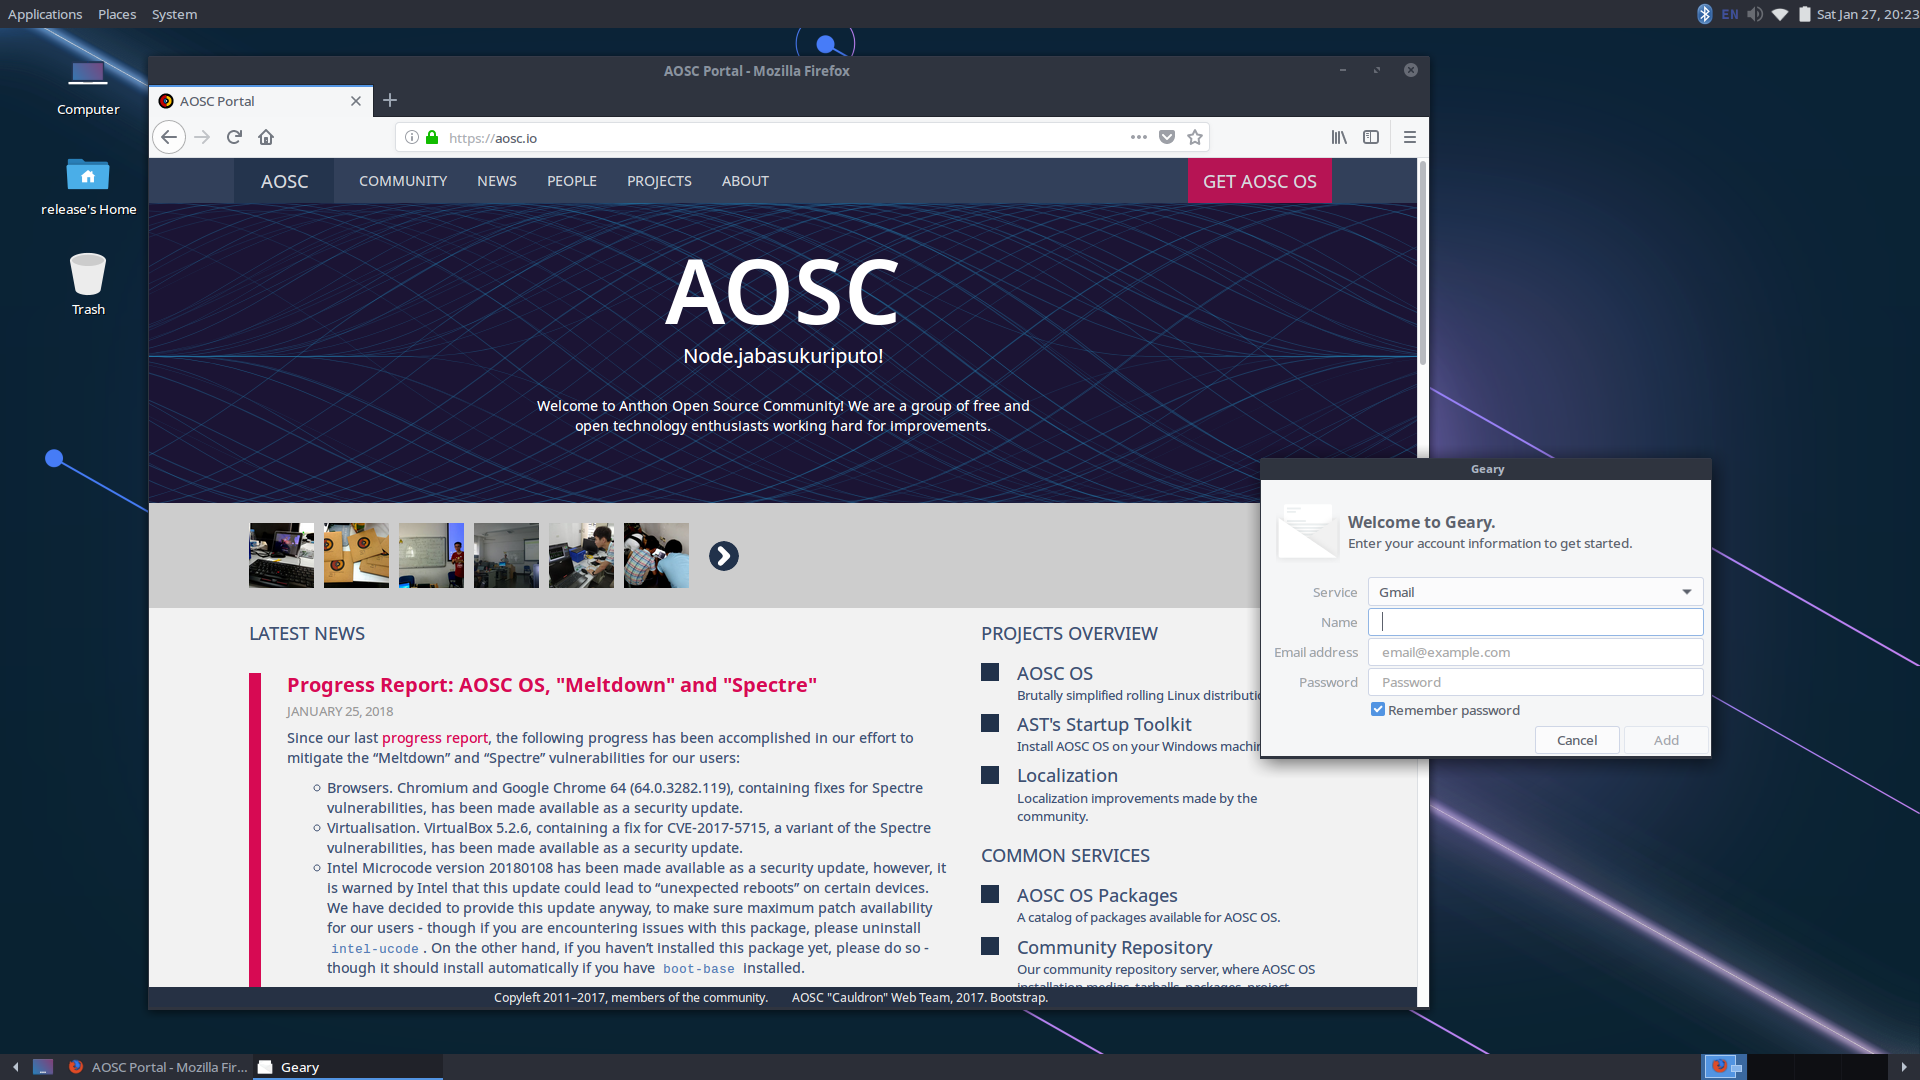 Applications Places System
EN Sat Jan 27, 20:23
Computer
release's Home
Trash
AOSC Portal - Mozilla Firefox
AOSC Portal
https://aosc.io
AOSC COMMUNITY NEWS PEOPLE PROJECTS ABOUT GET AOSC OS
AOSC
Node.jabasukuriputo!
Welcome to Anthon Open Source Community! We are a group of free and
open technology enthusiasts working hard for improvements.
LATEST NEWS
Progress Report: AOSC OS, "Meltdown" and "Spectre"
JANUARY 25, 2018
Since our last progress report, the following progress has been accomplished in our effort to
mitigate the “Meltdown” and “Spectre” vulnerabilities for our users:
Browsers. Chromium and Google Chrome 64 (64.0.3282.119), containing fixes for Spectre
vulnerabilities, has been made available as a security update.
Virtualisation. VirtualBox 5.2.6, containing a fix for CVE-2017-5715, a variant of the Spectre
vulnerabilities, has been made available as a security update.
Intel Microcode version 20180108 has been made available as a security update, however, it
is warned by Intel that this update could lead to “unexpected reboots” on certain devices.
We have decided to provide this update anyway, to make sure maximum patch availability
for our users - though if you are encountering issues with this package, please uninstall
intel-ucode . On the other hand, if you haven’t installed this package yet, please do so -
though it should install automatically if you have boot-base installed.
PROJECTS OVERVIEW
AOSC OS
Brutally simplified rolling Linux
AST's Startup Toolkit
Install AOSC OS on your Windows
Localization
Localization improvements made by the
community.
COMMON SERVICES
AOSC OS Packages
A catalog of packages available for AOSC OS.
Community Repository
Our community repository server, where AOSC OS
installation medias, tarballs, packages, project
Copyleft 2011–2017, members of the community. AOSC "Cauldron" Web Team, 2017. Bootstrap.
Geary
Welcome to Geary.
Enter your account information to get started.
Service Gmail
Name
Email address email@example.com
Password Password
Remember password
Cancel Add
AOSC Portal - Mozilla Fir...
Geary